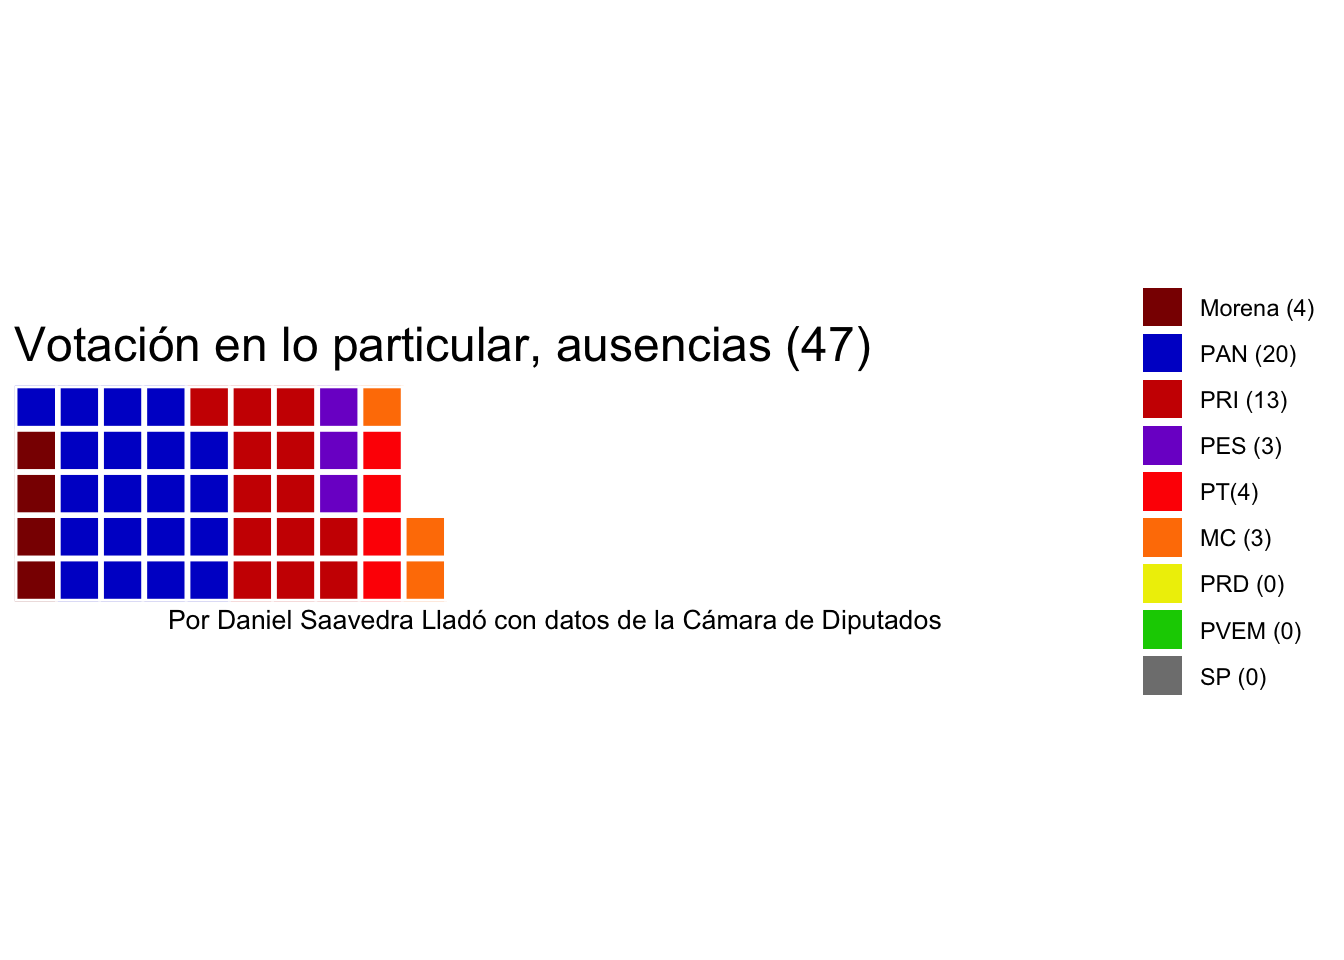 Votación en lo particular, ausencias (47)
Por Daniel Saavedra Lladó con datos de la Cámara de Diputados
Morena (4)
PAN (20)
PRI (13)
PES (3)
PT(4)
MC (3)
PRD (0)
PVEM (0)
SP (0)